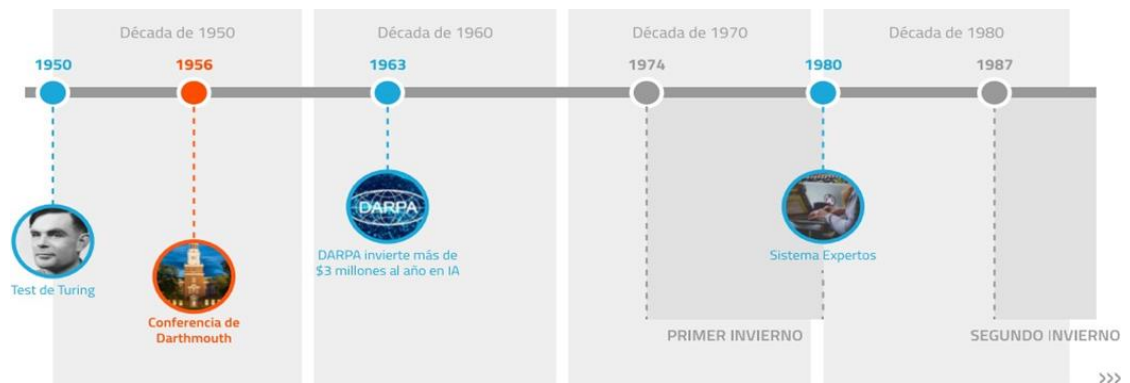 Década de 1950
Década de 1960
Década de 1970
Década de 1980
1950
1956
1963
1974
1980
1987
DARPA
Test de Turing
Conferencia de
Darthmouth
DARPA invierte más de
$3 millones al año en IA
Sistema Expertos
PRIMER INVIERNO
SEGUNDO INVIERNO
>>>